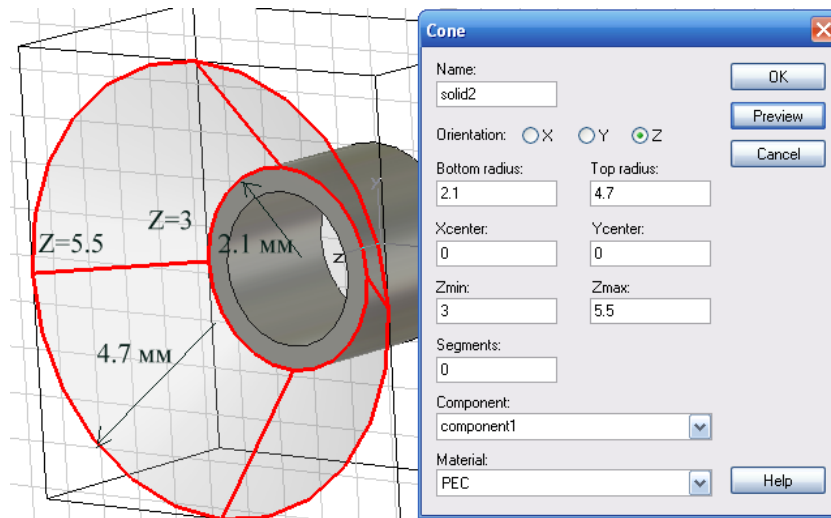 Z=3
Z=5.5
2.1 мм
z
4.7 мм
Cone
Name:
solid2
OK
Orientation: X Y Z
Preview
Cancel
Bottom radius: Top radius:
2.1 4.7
Xcenter: Ycenter:
0 0
Zmin: Zmax:
3 5.5
Segments:
0
Component:
component1
Material:
PEC
Help